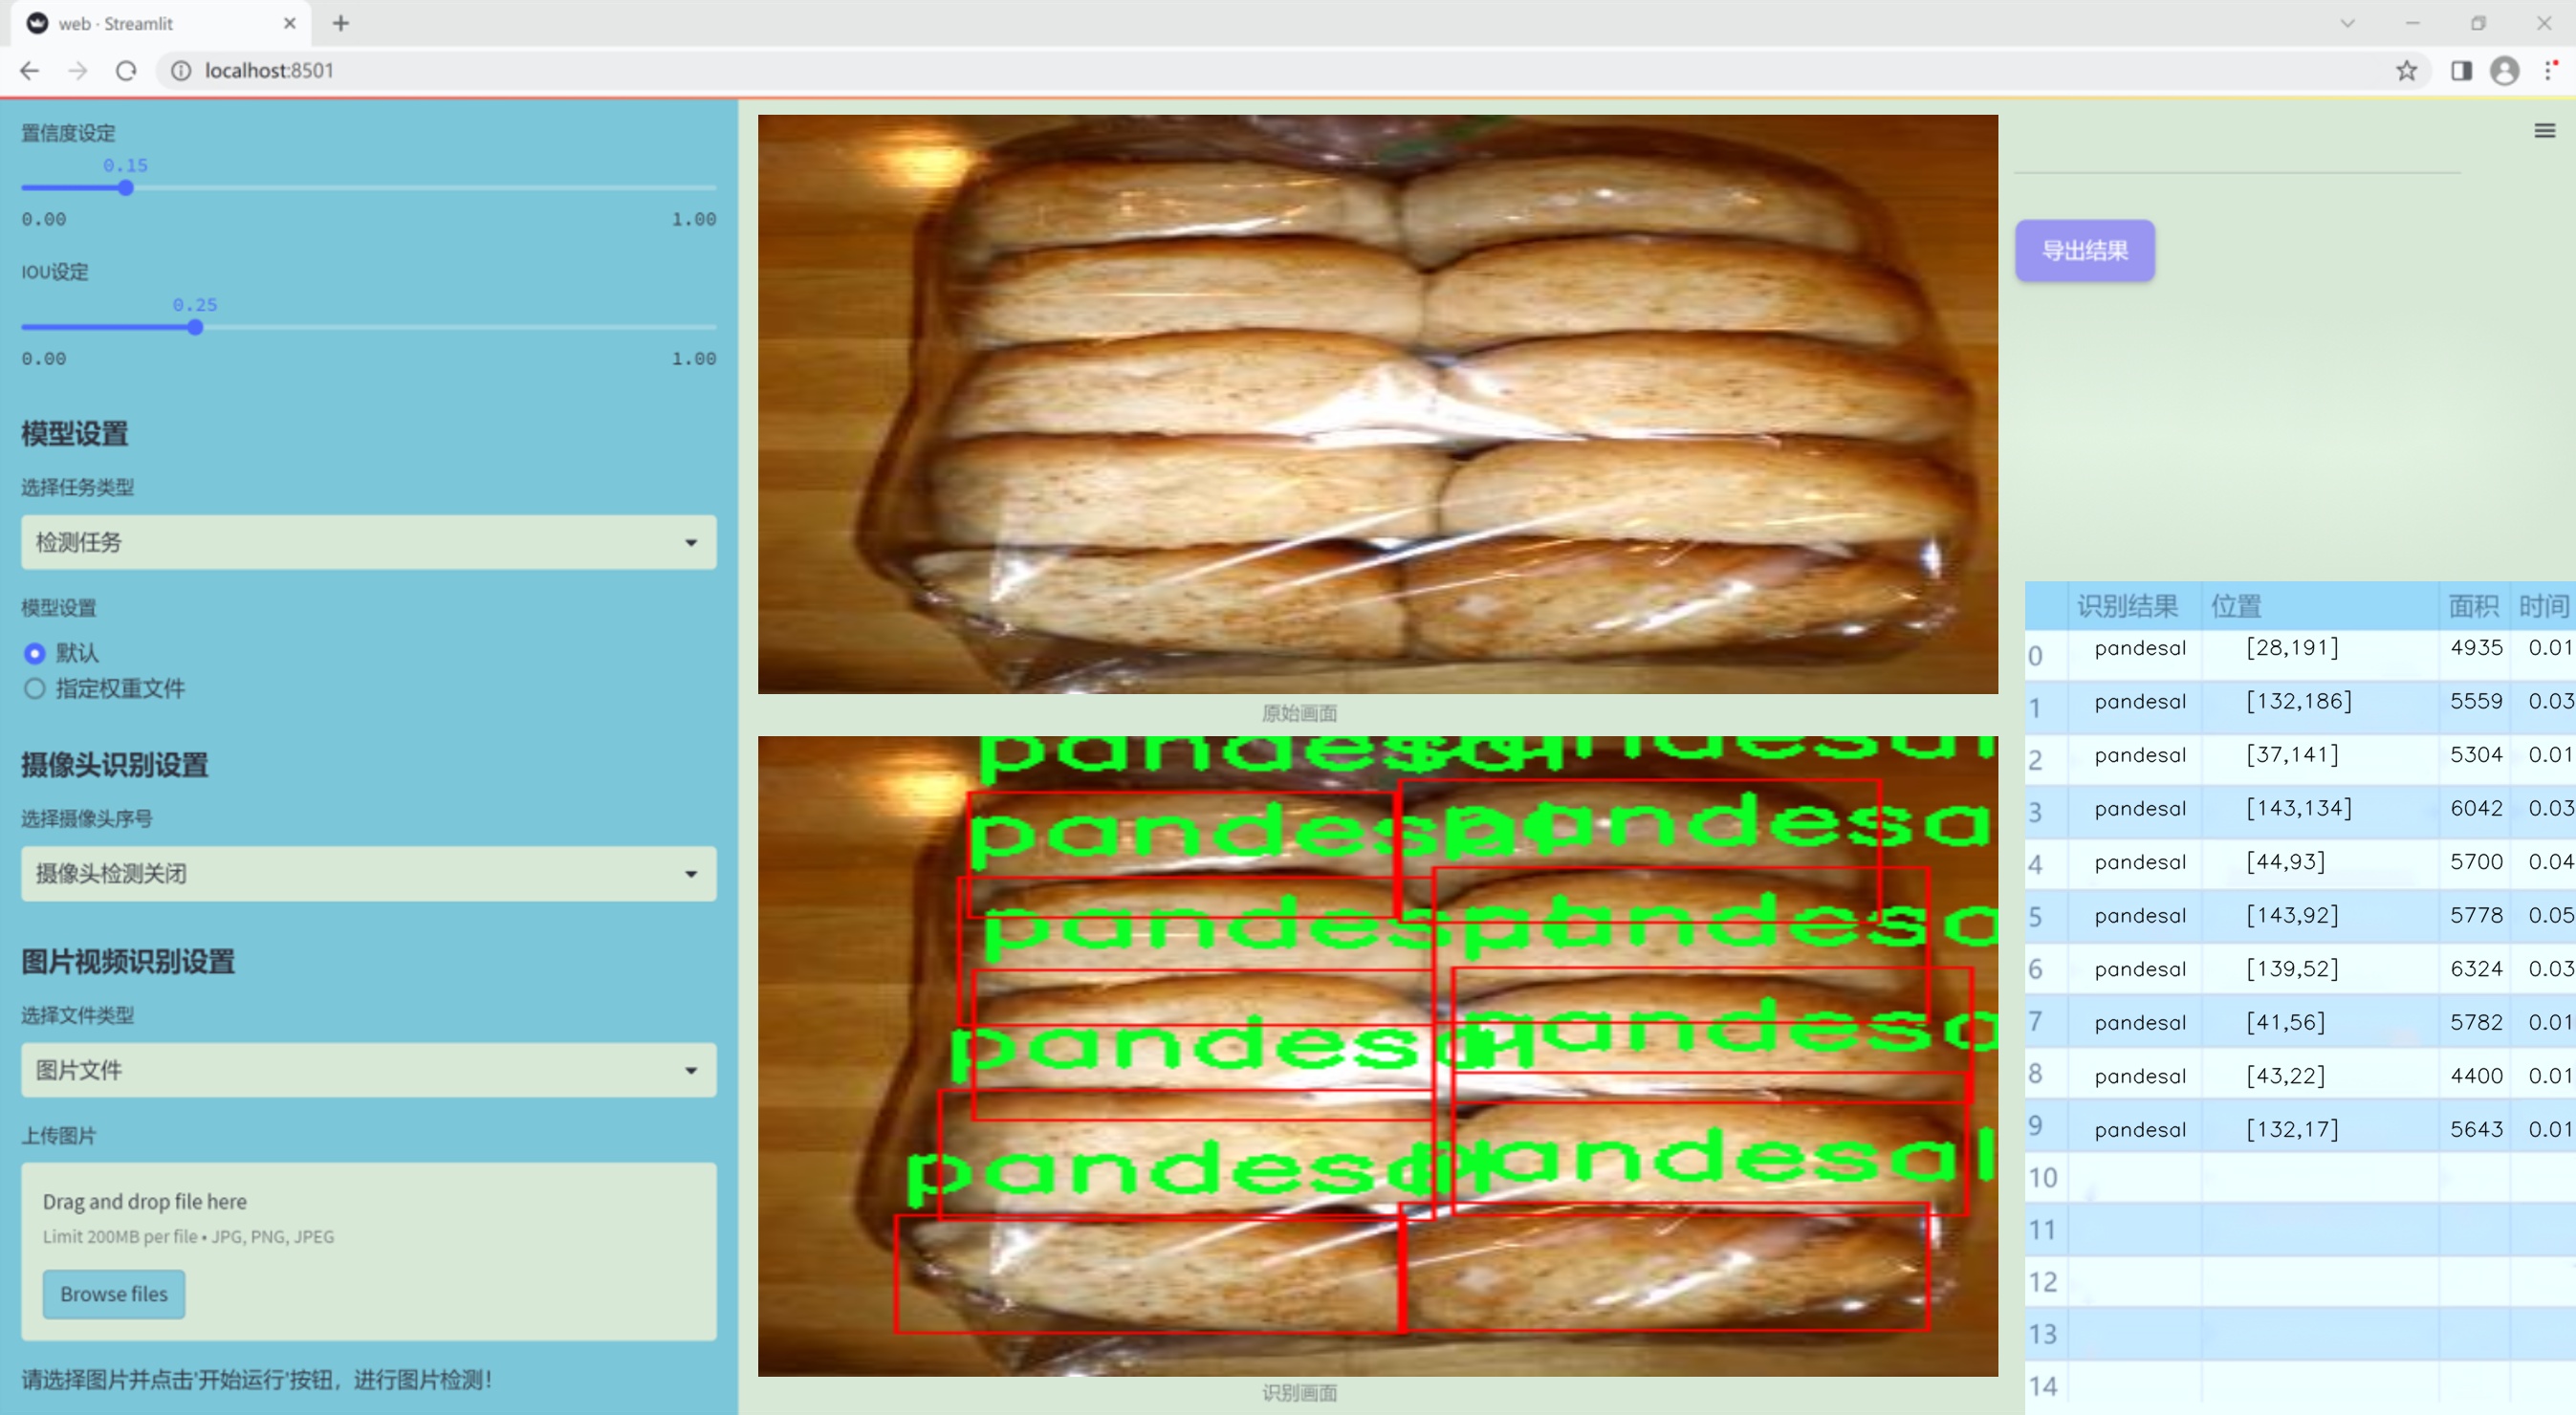 web · Streamlit
localhost:8501
置信度设定
0.15
0.00 1.00
IOU设定
0.25
0.00 1.00
模型设置
选择任务类型
检测任务
模型设置
默认
指定权重文件
摄像头识别设置
选择摄像头序号
摄像头检测关闭
图片视频识别设置
选择文件类型
图片文件
上传图片
Drag and drop file here
Limit 200MB per file • JPG, PNG, JPEG
Browse files
请选择图片并点击'开始运行'按钮，进行图片检测！
原始画面
pandesal pandesal
pandesal pandesal
pandesal pandesal
pandesal pandesal
pandesal pandesal
识别画面
导出结果
识别结果 位置 面积 时间
0 pandesal [28,191] 4935 0.01
1 pandesal [132,186] 5559 0.03
2 pandesal [37,141] 5304 0.01
3 pandesal [143,134] 6042 0.03
4 pandesal [44,93] 5700 0.04
5 pandesal [143,92] 5778 0.05
6 pandesal [139,52] 6324 0.03
7 pandesal [41,56] 5782 0.01
8 pandesal [43,22] 4400 0.01
9 pandesal [132,17] 5643 0.01
10
11
12
13
14